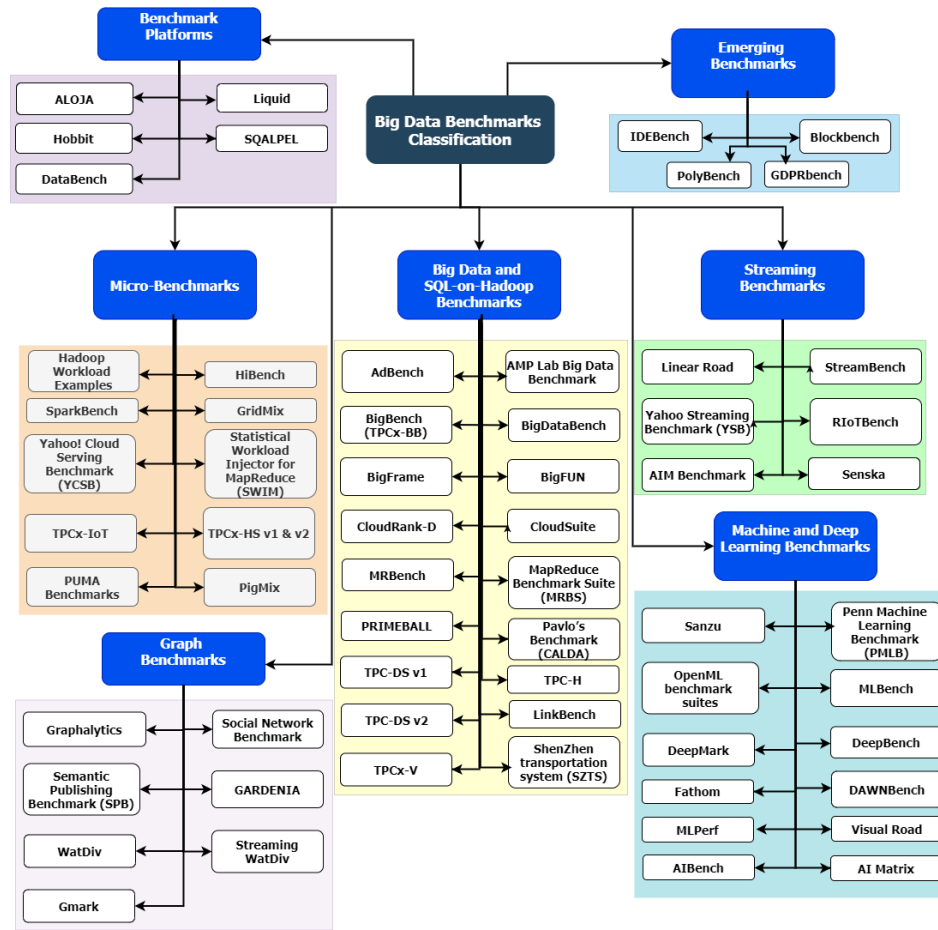 Benchmark
Platforms
ALOJA
Liquid
Hobbit
SQALPEL
DataBench
Big Data Benchmarks
Classification
Emerging
Benchmarks
IDEBench
Blockbench
PolyBench
GDPRbench
Micro-Benchmarks
Hadoop
Workload
Examples
HiBench
SparkBench
GridMix
Yahoo! Cloud
Serving
Benchmark
(YCSB)
Statistical
Workload
Injector for
MapReduce
(SWIM)
TPCx-IoT
TPCx-HS v1 & v2
PUMA
Benchmarks
PigMix
Big Data and
SQL-on-Hadoop
Benchmarks
AdBench
AMP Lab Big Data
Benchmark
BigBench
(TPCx-BB)
BigDataBench
BigFrame
BigFUN
CloudRank-D
CloudSuite
MRBench
MapReduce
Benchmark Suite
(MRBS)
PRIMEBALL
Pavlo's
Benchmark
(CALDA)
TPC-DS v1
TPC-H
TPC-DS v2
LinkBench
TPCx-V
ShenZhen
transportation
system (SZTS)
Streaming
Benchmarks
Linear Road
StreamBench
Yahoo Streaming
Benchmark (YSB)
RIoTBench
AIM Benchmark
Senska
Graph
Benchmarks
Graphalytics
Social Network
Benchmark
Semantic
Publishing
Benchmark (SPB)
GARDENIA
WatDiv
Streaming
WatDiv
Gmark
Machine and Deep
Learning Benchmarks
Sanzu
Penn Machine
Learning
Benchmark
(PMLB)
OpenML
benchmark
suites
MLBench
DeepMark
DeepBench
Fathom
DAWNBench
MLPerf
Visual Road
AIBench
AI Matrix